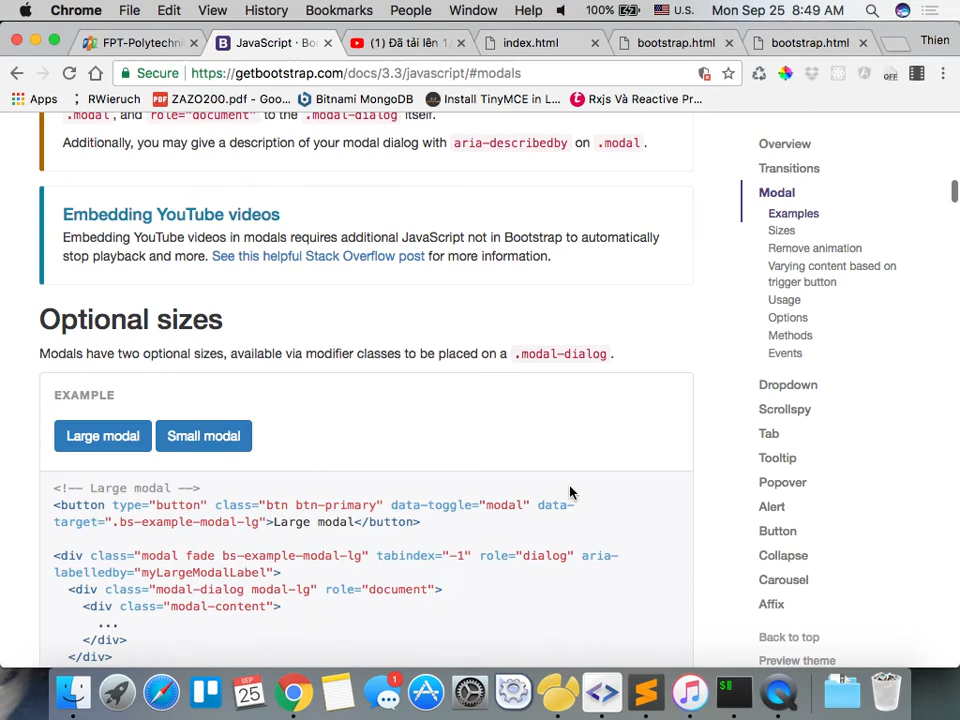 Chrome File Edit View History Bookmarks People Window Help 100% U.S. Mon Sep 25 8:49 AM
FPT-Polytechni × JavaScript · Bo × (1) Đã tải lên 1 × index.html × bootstrap.html × bootstrap.html × Thien
Secure https://getbootstrap.com/docs/3.3/javascript/#modals OFF
Apps RWieruch PDF ZAZO200.pdf - Goo... Bitnami MongoDB Install TinyMCE in L... Rxjs Và Reactive Pr...
.modal, and role="document" to the .modal-dialog itself.
Additionally, you may give a description of your modal dialog with aria-describedby on .modal.
Embedding YouTube videos
Embedding YouTube videos in modals requires additional JavaScript not in Bootstrap to automatically
stop playback and more. See this helpful Stack Overflow post for more information.
Optional sizes
Modals have two optional sizes, available via modifier classes to be placed on a .modal-dialog.
EXAMPLE
Large modal Small modal
<!-- Large modal -->
<button type="button" class="btn btn-primary" data-toggle="modal" data-
target=".bs-example-modal-lg">Large modal</button>
<div class="modal fade bs-example-modal-lg" tabindex="-1" role="dialog" aria-
labelledby="myLargeModalLabel">
<div class="modal-dialog modal-lg" role="document">
<div class="modal-content">
...
</div>
</div>
Overview
Transitions
Modal
Examples
Sizes
Remove animation
Varying content based on
trigger button
Usage
Options
Methods
Events
Dropdown
Scrollspy
Tab
Tooltip
Popover
Alert
Button
Collapse
Carousel
Affix
Back to top
Preview theme
SEP
25
1
$